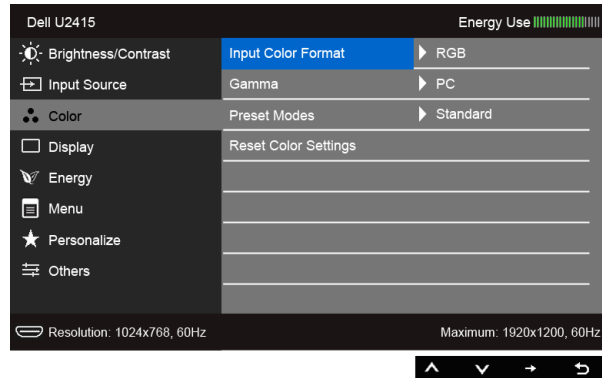 Dell U2415 Energy Use
Brightness/Contrast Input Color Format RGB
Input Source Gamma PC
Color Preset Modes Standard
Display Reset Color Settings
Energy
Menu
Personalize
Others
Resolution: 1024x768, 60Hz Maximum: 1920x1200, 60Hz